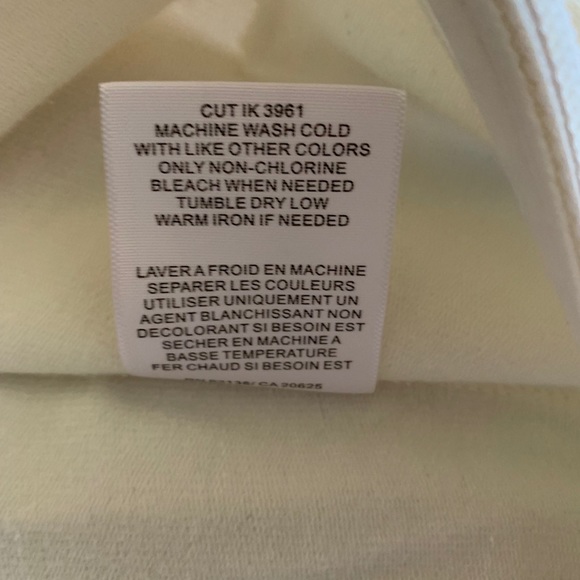 CUT IK 3961
MACHINE WASH COLD
WITH LIKE OTHER COLORS
ONLY NON-CHLORINE
BLEACH WHEN NEEDED
TUMBLE DRY LOW
WARM IRON IF NEEDED
LAVER A FROID EN MACHINE
SEPARER LES COULEURS
UTILISER UNIQUEMENT UN
AGENT BLANCHISSANT NON
DECOLORANT SI BESOIN EST
SECHER EN MACHINE A
BASSE TEMPERATURE
FER CHAUD SI BESOIN EST
CA 20625